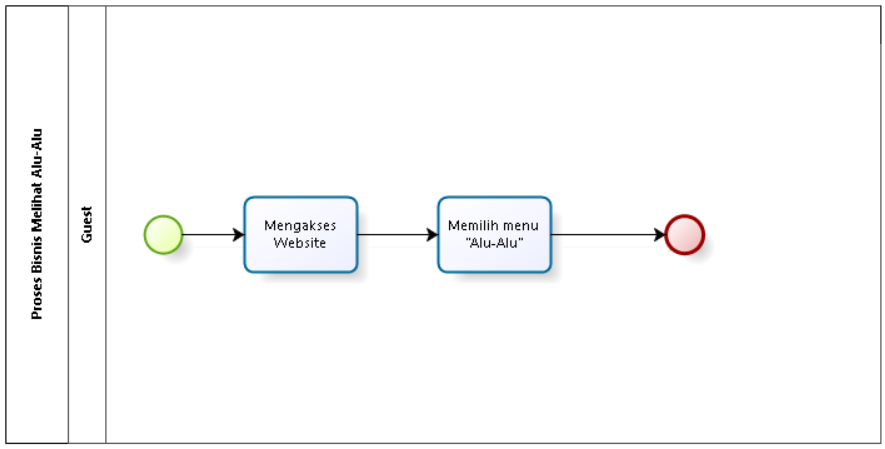 Proses Bisnis Melihat Alu-Alu
Guest
Mengakses
Website
Memilih menu
"Alu-Alu"